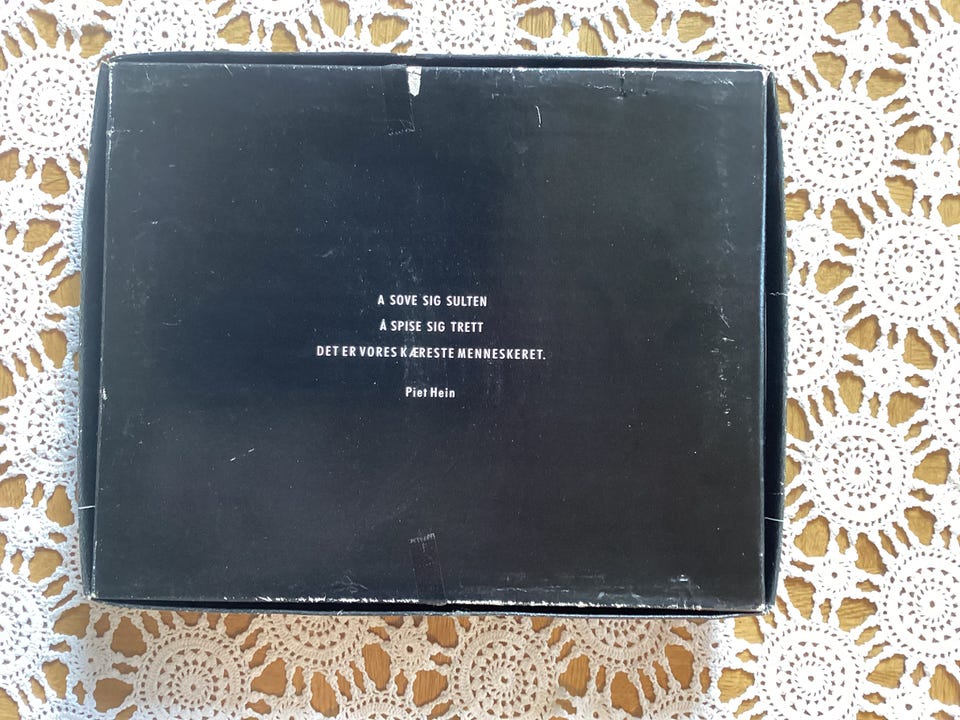 A SOVE SIG SULTEN
Å SPISE SIG TRETT
DET ER VORES KÆRESTE MENNESKERET.
Piet Hein